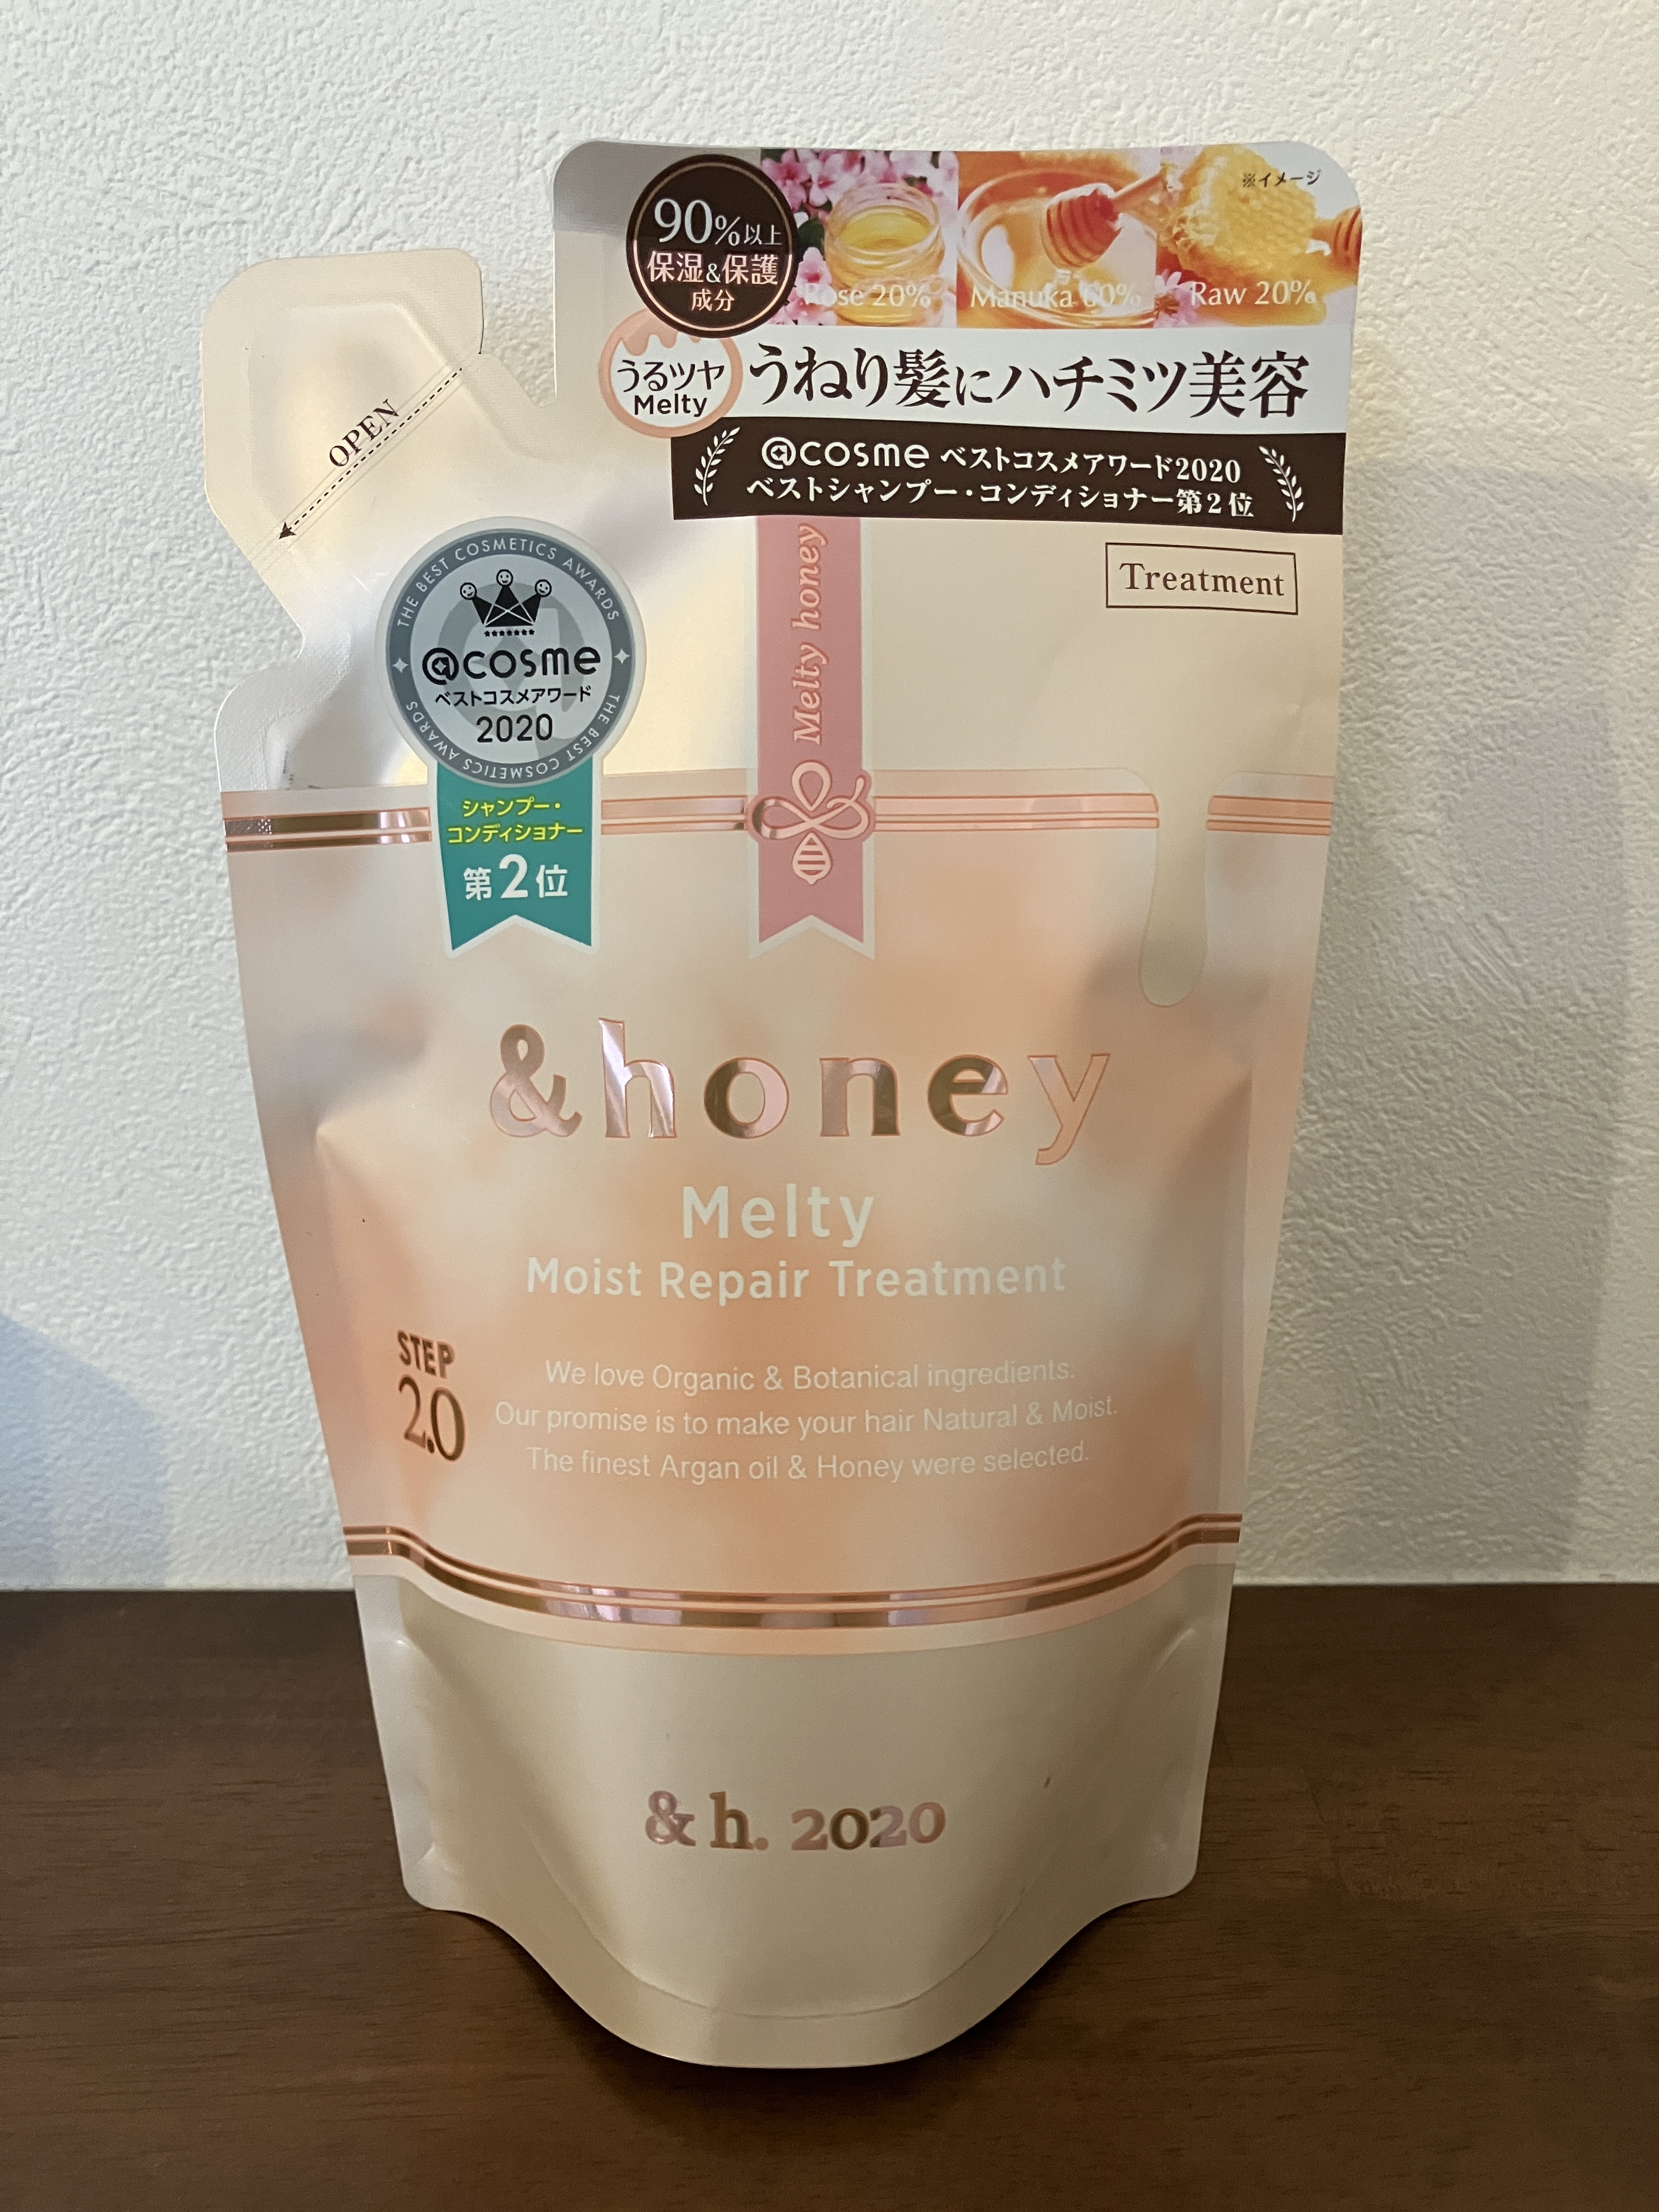 90%以上
保湿&保護
成分
※イメージ
Rose 20%
Manuka 60%
Raw 20%
うるツヤ
Melty
うねり髪にハチミツ美容
@cosme ベストコスメアワード2020
ベストシャンプー・コンディショナー第2位
OPEN
Treatment
Melty honey
THE BEST COSMETICS AWARDS
@cosme
ベストコスメアワード
2020
THE BEST COSMETICS AWARDS
シャンプー・
コンディショナー
第2位
&honey
Melty
Moist Repair Treatment
STEP
2.0
We love Organic & Botanical ingredients.
Our promise is to make your hair Natural & Moist.
The finest Argan oil & Honey were selected.
& h. 2020